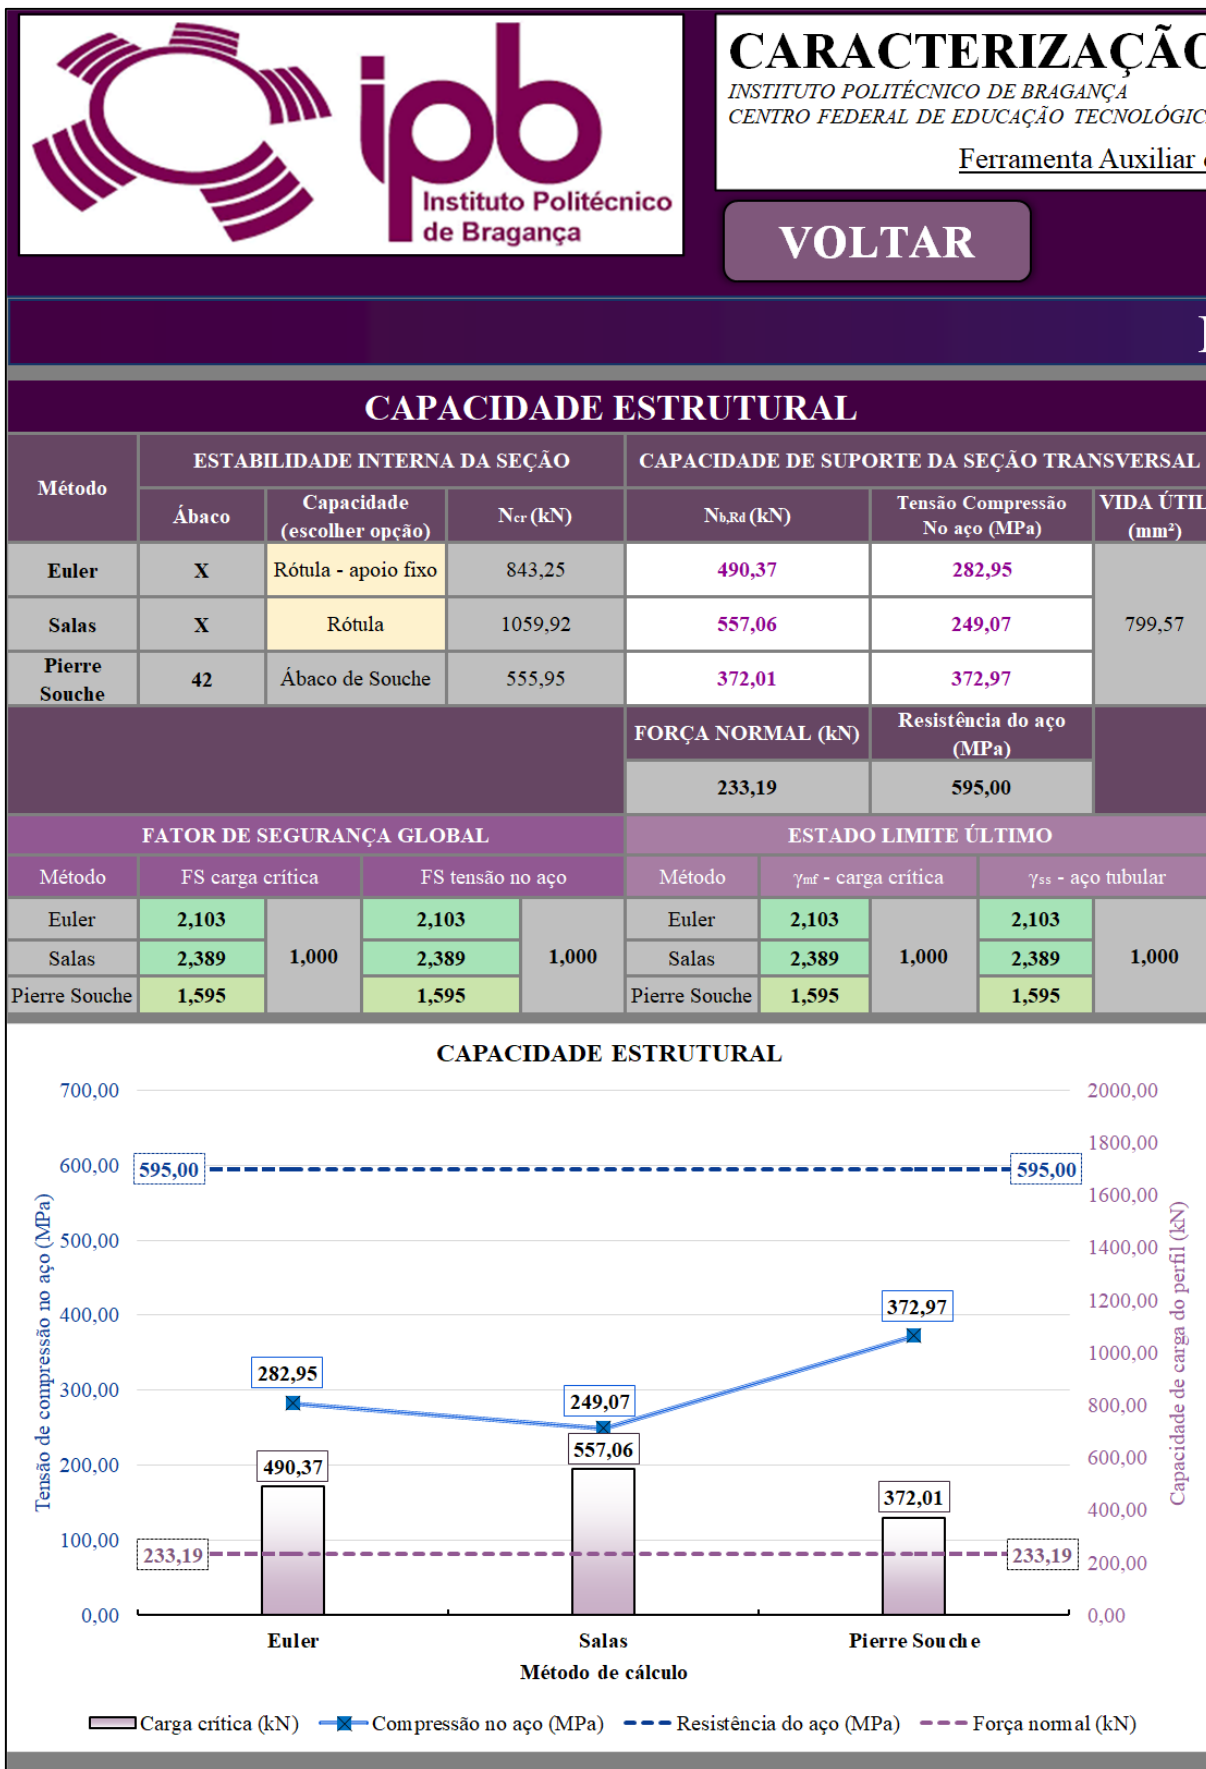 ipb
Instituto Politécnico
de Bragança
CARACTERIZAÇÃO
INSTITUTO POLITÉCNICO DE BRAGANÇA
CENTRO FEDERAL DE EDUCAÇÃO TECNOLÓGIC
Ferramenta Auxiliar
VOLTAR
CAPACIDADE ESTRUTURAL
Método ESTABILIDADE INTERNA DA SEÇÃO CAPACIDADE DE SUPORTE DA SEÇÃO TRANSVERSAL
Ábaco Capacidade (escolher opção) Ncr (kN) Nb,Rd (kN) Tensão Compressão No aço (MPa) VIDA ÚTIL (mm²)
Euler X Rótula - apoio fixo 843,25 490,37 282,95
Salas X Rótula 1059,92 557,06 249,07 799,57
Pierre Souche 42 Ábaco de Souche 555,95 372,01 372,97
FORÇA NORMAL (kN) Resistência do aço (MPa)
233,19 595,00
FATOR DE SEGURANÇA GLOBAL ESTADO LIMITE ÚLTIMO
Método FS carga crítica FS tensão no aço Método γmf - carga crítica γss - aço tubular
Euler 2,103 2,103 Euler 2,103 2,103
Salas 2,389 1,000 2,389 1,000 Salas 2,389 1,000 2,389 1,000
Pierre Souche 1,595 1,595 Pierre Souche 1,595 1,595
CAPACIDADE ESTRUTURAL
Tensão de compressão no aço (MPa)
700,00
600,00
500,00
400,00
300,00
200,00
100,00
0,00
595,00 595,00
372,97
282,95
249,07
557,06
490,37
372,01
233,19 233,19
2000,00
1800,00
1600,00
1400,00
1200,00
1000,00
800,00
600,00
400,00
200,00
0,00
Capacidade de carga do perfil (kN)
Euler Salas Pierre Souche
Método de cálculo
Carga crítica (kN) Compressão no aço (MPa) Resistência do aço (MPa) Força normal (kN)